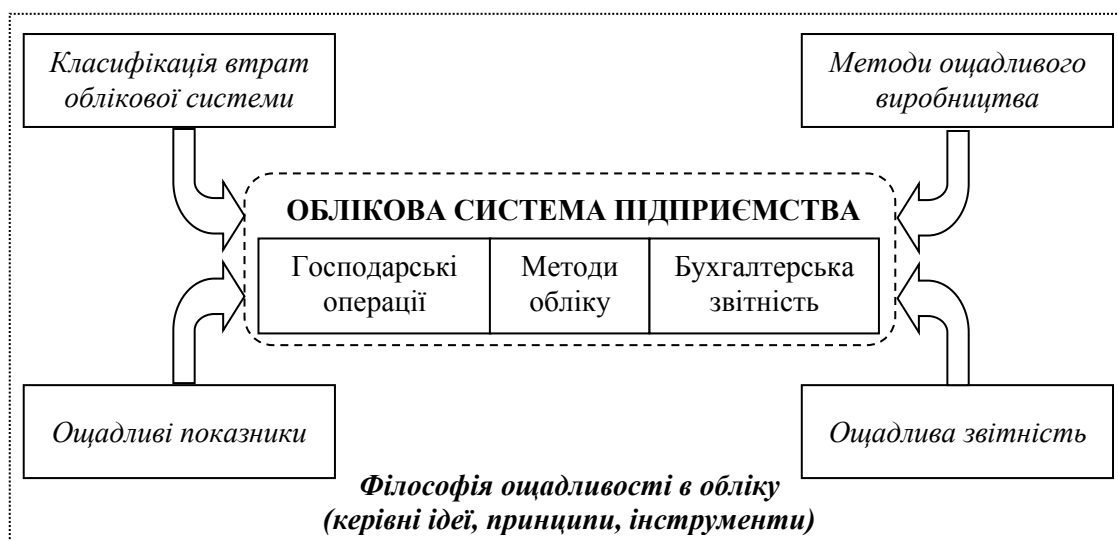 Класифікація втрат
облікової системи
Методи ощадливого
виробництва
ОБЛІКОВА СИСТЕМА ПІДПРИЄМСТВА
Господарські
операції
Методи
обліку
Бухгалтерська
звітність
Ощадливі показники
Ощадлива звітність
Філософія ощадливості в обліку
(керівні ідеї, принципи, інструменти)